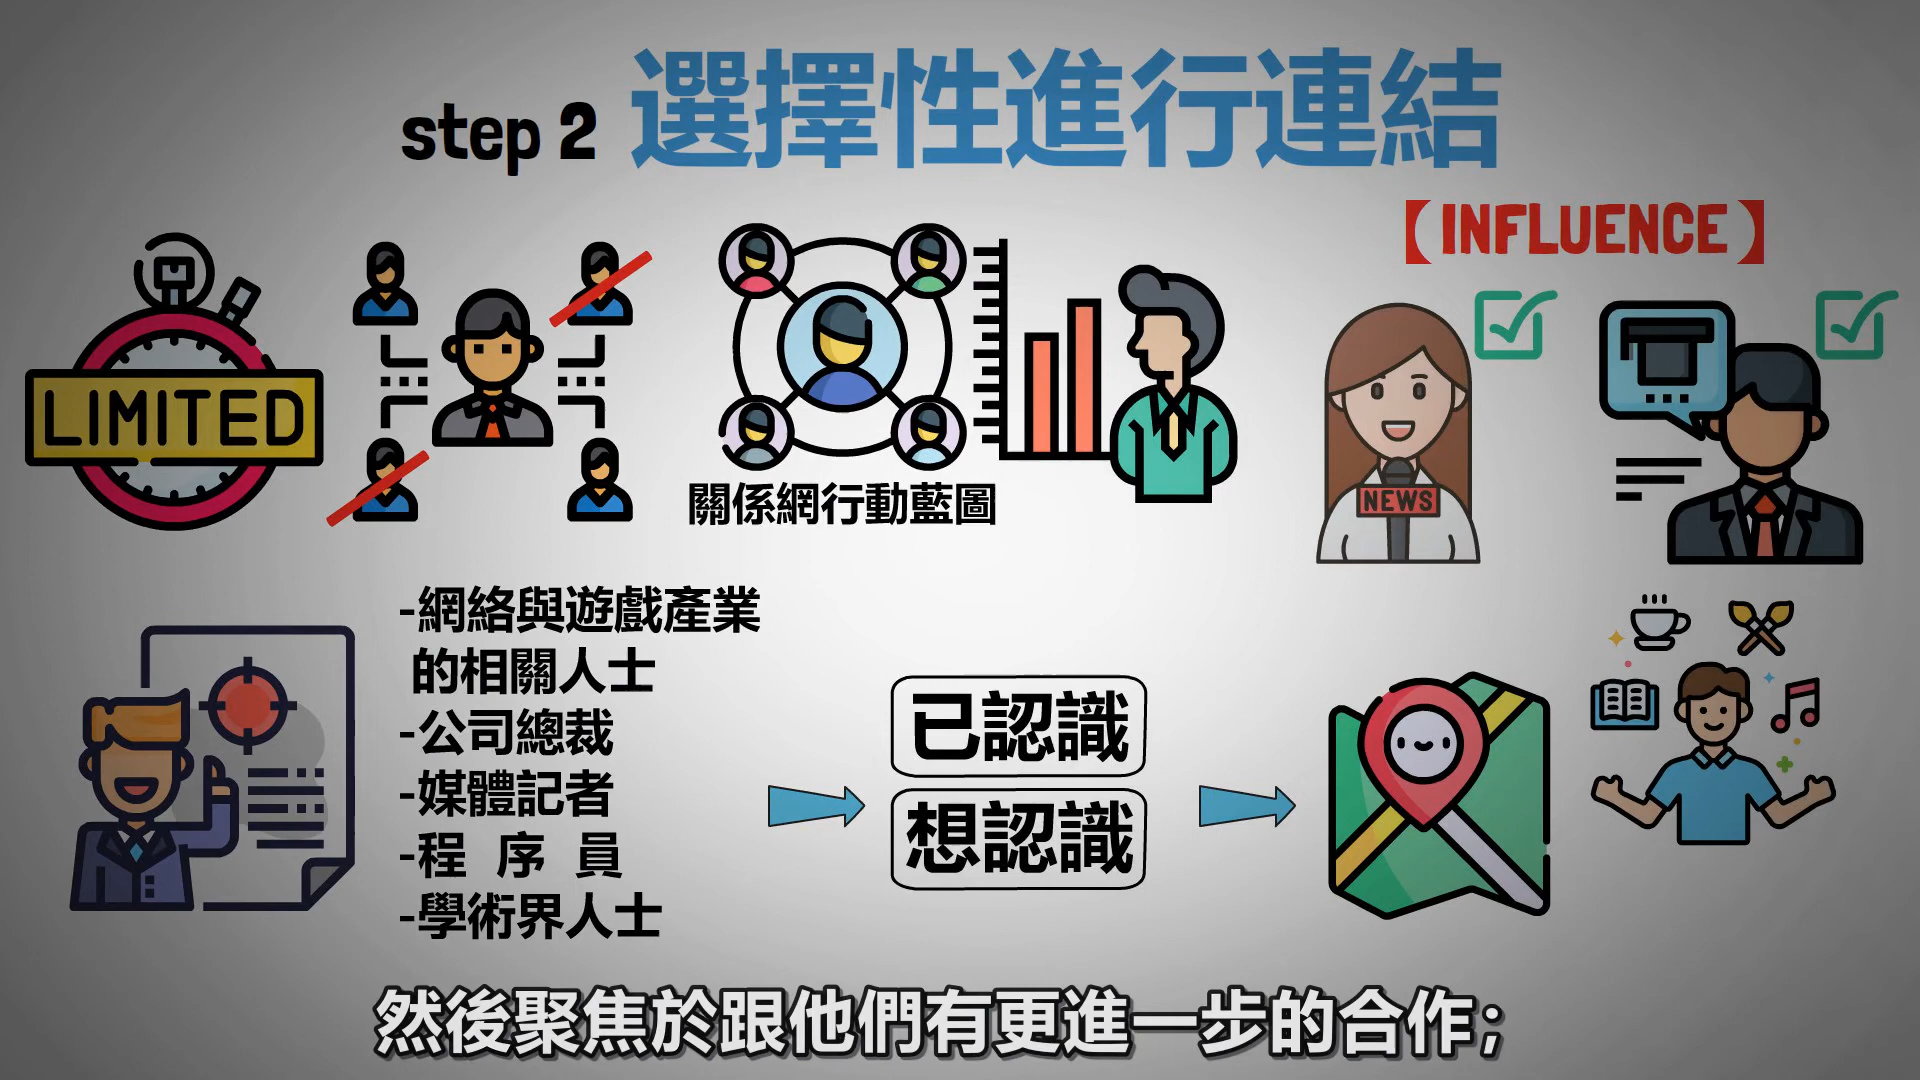 step 2 選擇性進行連結
【INFLUENCE】
LIMITED
NEWS
關係網行動藍圖
-網絡與遊戲產業
的相關人士
-公司總裁
-媒體記者
-程 序 員
-學術界人士
已認識
想認識
然後聚焦於跟他們有更進一步的合作;